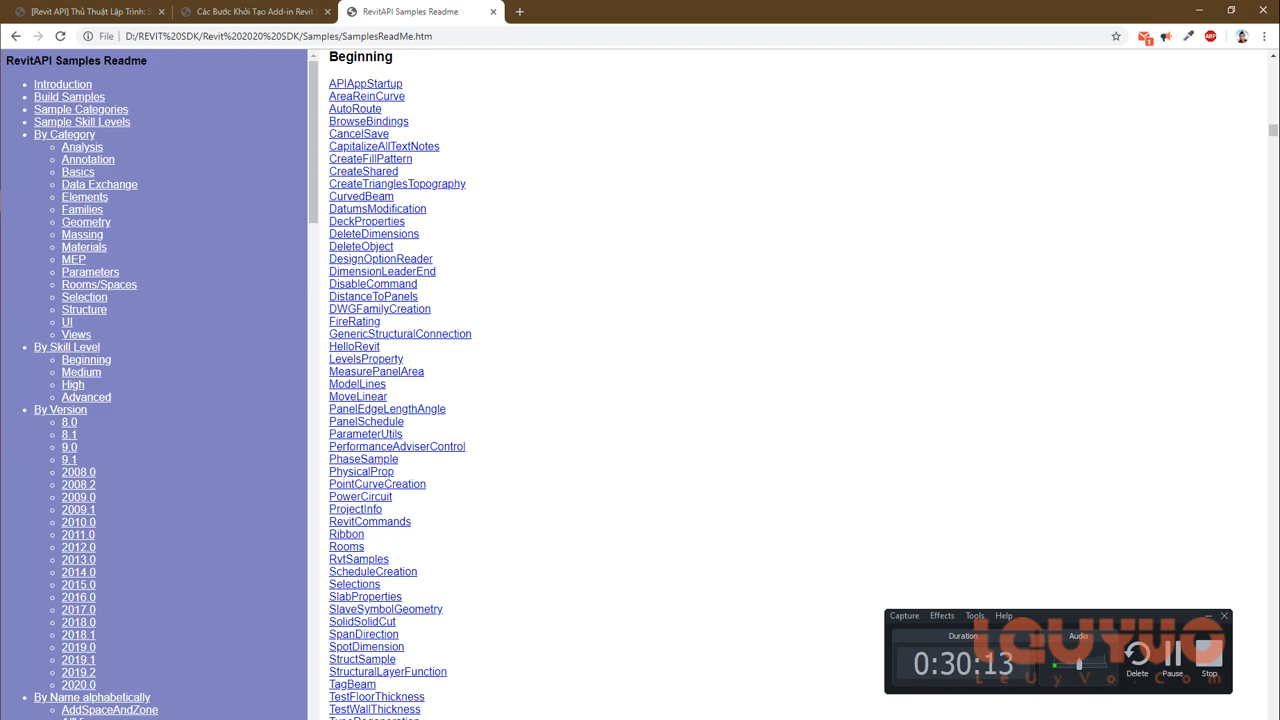 [Revit API] Thủ Thuật Lập Trình: S
Các Bước Khởi Tạo Add-in Revit
RevitAPI Samples Readme
File
D:/REVIT%20SDK/Revit%202020%20SDK/Samples/SamplesReadMe.htm
1
ABP
RevitAPI Samples Readme
Introduction
Build Samples
Sample Categories
Sample Skill Levels
By Category
Analysis
Annotation
Basics
Data Exchange
Elements
Families
Geometry
Massing
Materials
MEP
Parameters
Rooms/Spaces
Selection
Structure
UI
Views
By Skill Level
Beginning
Medium
High
Advanced
By Version
8.0
8.1
9.0
9.1
2008.0
2008.2
2009.0
2009.1
2010.0
2011.0
2012.0
2013.0
2014.0
2015.0
2016.0
2017.0
2018.0
2018.1
2019.0
2019.1
2019.2
2020.0
By Name alphabetically
AddSpaceAndZone
Beginning
APIAppStartup
AreaReinCurve
AutoRoute
BrowseBindings
CancelSave
CapitalizeAllTextNotes
CreateFillPattern
CreateShared
CreateTrianglesTopography
CurvedBeam
DatumsModification
DeckProperties
DeleteDimensions
DeleteObject
DesignOptionReader
DimensionLeaderEnd
DisableCommand
DistanceToPanels
DWGFamilyCreation
FireRating
GenericStructuralConnection
HelloRevit
LevelsProperty
MeasurePanelArea
ModelLines
MoveLinear
PanelEdgeLengthAngle
PanelSchedule
ParameterUtils
PerformanceAdviserControl
PhaseSample
PhysicalProp
PointCurveCreation
PowerCircuit
ProjectInfo
RevitCommands
Ribbon
Rooms
RvtSamples
ScheduleCreation
Selections
SlabProperties
SlaveSymbolGeometry
SolidSolidCut
SpanDirection
SpotDimension
StructSample
StructuralLayerFunction
TagBeam
TestFloorThickness
TestWallThickness
TypeRegeneration
Capture Effects Tools Help
Duration
Audio
0:30:13
Delete Pause Stop